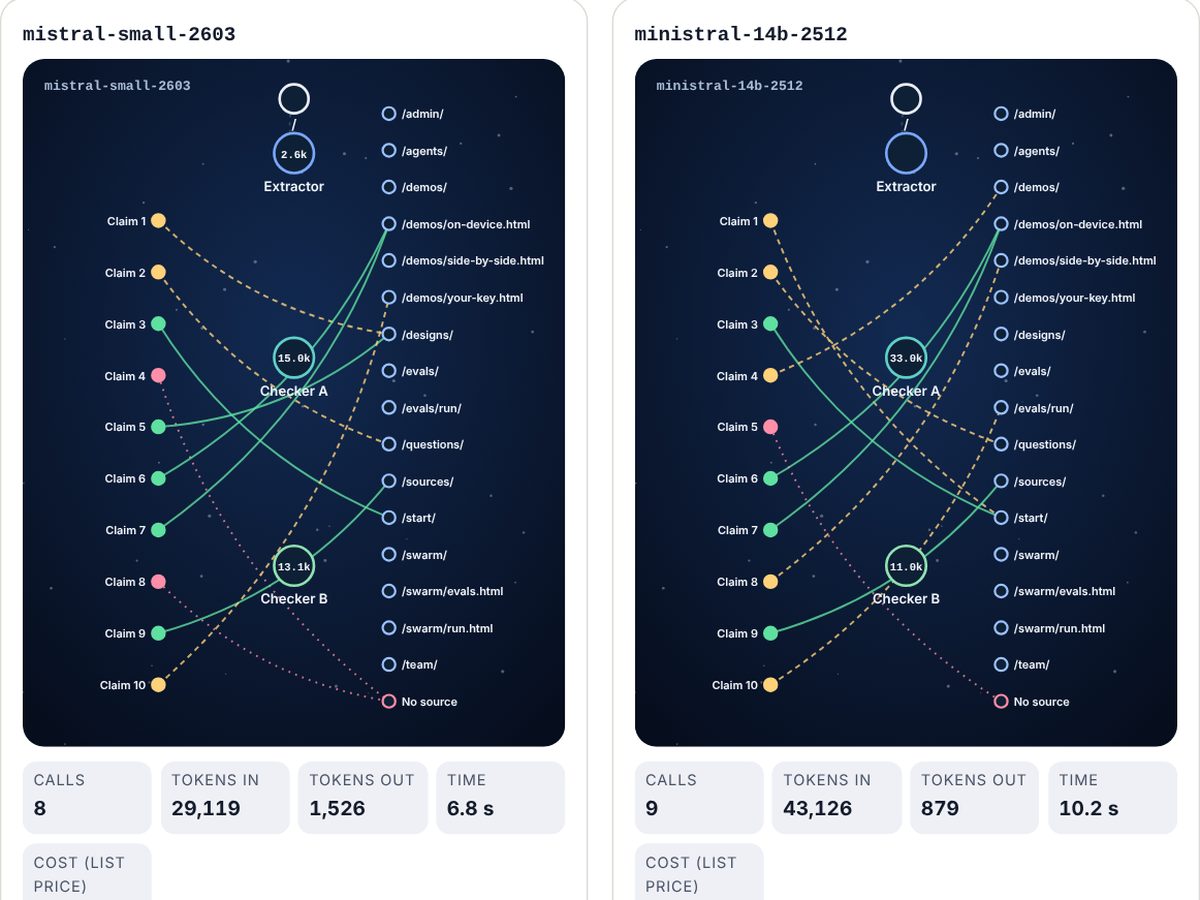 mistral-small-2603
mistral-small-2603
/admin/
/agents/
2.6k
Extractor
/demos/
Claim 1
/demos/on-device.html
/demos/side-by-side.html
Claim 2
/demos/your-key.html
Claim 3
/designs/
15.0k
/evals/
Claim 4
Checker A
/evals/run/
Claim 5
/questions/
Claim 6
/sources/
/start/
Claim 7
/swarm/
13.1k
Claim 8
/swarm/evals.html
Checker B
/swarm/run.html
Claim 9
/team/
Claim 10
No source
CALLS
8
TOKENS IN
29,119
TOKENS OUT
1,526
TIME
6.8 s
COST (LIST
PRICE)
ministral-14b-2512
ministral-14b-2512
/admin/
/agents/
Extractor
/demos/
Claim 1
/demos/on-device.html
/demos/side-by-side.html
Claim 2
/demos/your-key.html
Claim 3
/designs/
33.0k
/evals/
Claim 4
Checker A
/evals/run/
Claim 5
/questions/
Claim 6
/sources/
/start/
Claim 7
/swarm/
11.0k
Claim 8
/swarm/evals.html
Checker B
/swarm/run.html
Claim 9
/team/
Claim 10
No source
CALLS
9
TOKENS IN
43,126
TOKENS OUT
879
TIME
10.2 s
COST (LIST
PRICE)